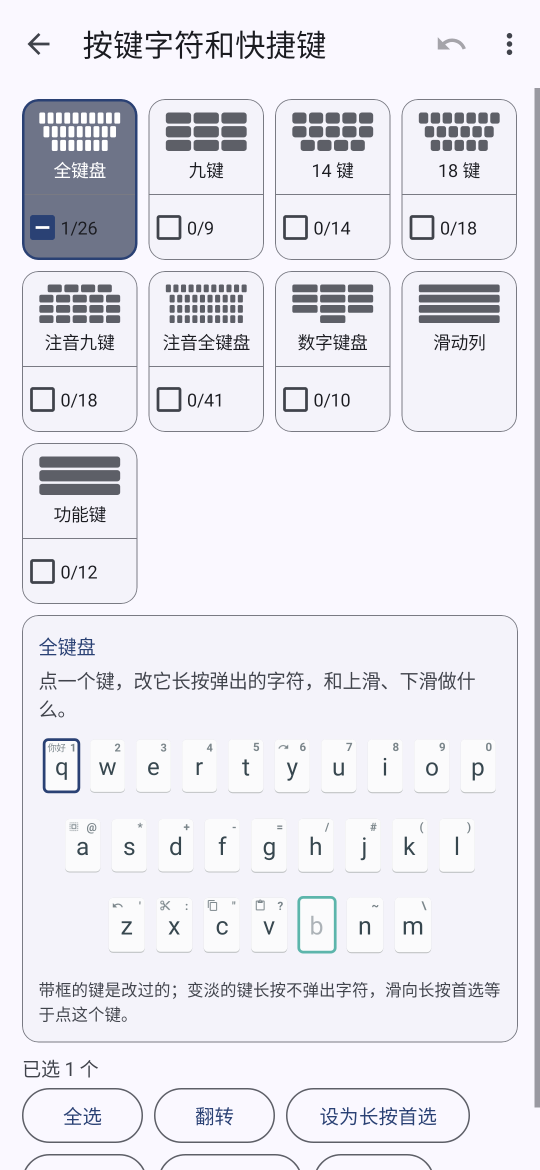 按键字符和快捷键
全键盘 九键 14 键 18 键
1/26 0/9 0/14 0/18
注音九键 注音全键盘 数字键盘 滑动列
0/18 0/41 0/10
功能键
0/12
全键盘
点一个键，改它长按弹出的字符，和上滑、下滑做什
么。
你好 1 2 3 4 5 6 7 8 9 0
q w e r t y u i o p
@ * + - = / # ( )
a s d f g h j k l
' : " ? ~ \
z x c v b n m
带框的键是改过的；变淡的键长按不弹出字符，滑向长按首选等
于点这个键。
已选 1 个
全选 翻转 设为长按首选